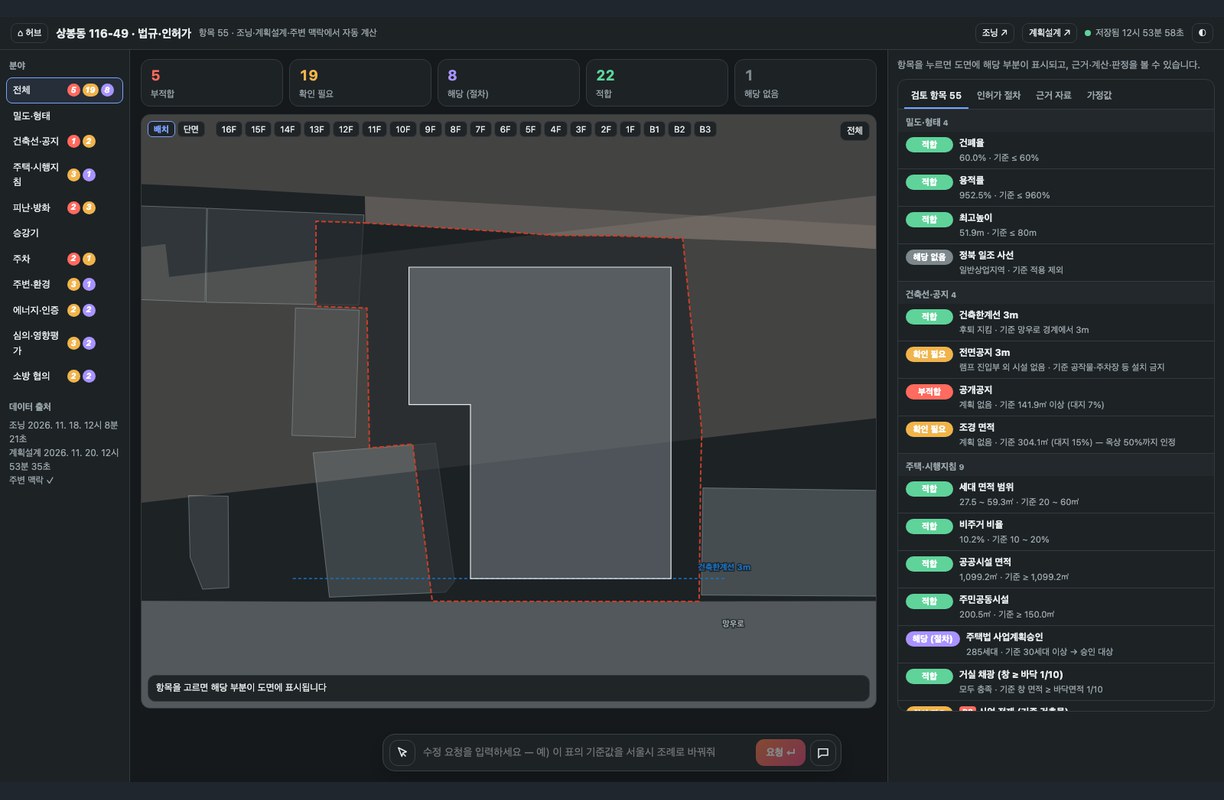 허브
상봉동 116-49 · 법규·인허가
항목 55 · 조닝·계획설계·주변 맥락에서 자동 계산
조닝 ↗
계획설계 ↗
저장됨 12시 53분 58초
분야
전체 5 19 8
밀도·형태
건축선·공지 1 2
주택·시행지
침 3 1
피난·방화 2 3
승강기
주차 2 1
주변·환경 3 1
에너지·인증 2 2
심의·영향평
가 3 2
소방 협의 2 2
데이터 출처
조닝 2026. 11. 18. 12시 8분
21초
계획설계 2026. 11. 20. 12시
53분 35초
주변 맥락 ✓
5
부적합
19
확인 필요
8
해당 (절차)
22
적합
1
해당 없음
배치 단면 16F 15F 14F 13F 12F 11F 10F 9F 8F 7F 6F 5F 4F 3F 2F 1F B1 B2 B3
전체
건축한계선 3m
망우로
항목을 고르면 해당 부분이 도면에 표시됩니다
수정 요청을 입력하세요 — 예) 이 표의 기준값을 서울시 조례로 바꿔줘
요청 ↵
항목을 누르면 도면에 해당 부분이 표시되고, 근거·계산·판정을 볼 수 있습니다.
검토 항목 55 인허가 절차 근거 자료 가정값
밀도·형태 4
적합 건폐율
60.0% · 기준 ≤ 60%
적합 용적률
952.5% · 기준 ≤ 960%
적합 최고높이
51.9m · 기준 ≤ 80m
해당 없음 정북 일조 사선
일반상업지역 · 기준 적용 제외
건축선·공지 4
적합 건축한계선 3m
후퇴 지킴 · 기준 망우로 경계에서 3m
확인 필요 전면공지 3m
램프 진입부 외 시설 없음 · 기준 공작물·주차장 등 설치 금지
부적합 공개공지
계획 없음 · 기준 141.9㎡ 이상 (대지 7%)
확인 필요 조경 면적
계획 없음 · 기준 304.1㎡ (대지 15%) — 옥상 50%까지 인정
주택·시행지침 9
적합 세대 면적 범위
27.5 ~ 59.3㎡ · 기준 20 ~ 60㎡
적합 비주거 비율
10.2% · 기준 10 ~ 20%
적합 공공시설 면적
1,099.2㎡ · 기준 ≥ 1,099.2㎡
적합 주민공동시설
200.5㎡ · 기준 ≥ 150.0㎡
해당 (절차) 주택법 사업계획승인
285세대 · 기준 30세대 이상 → 승인 대상
적합 거실 채광 (창 ≥ 바닥 1/10)
모두 충족 · 기준 창 면적 ≥ 바닥면적 1/10